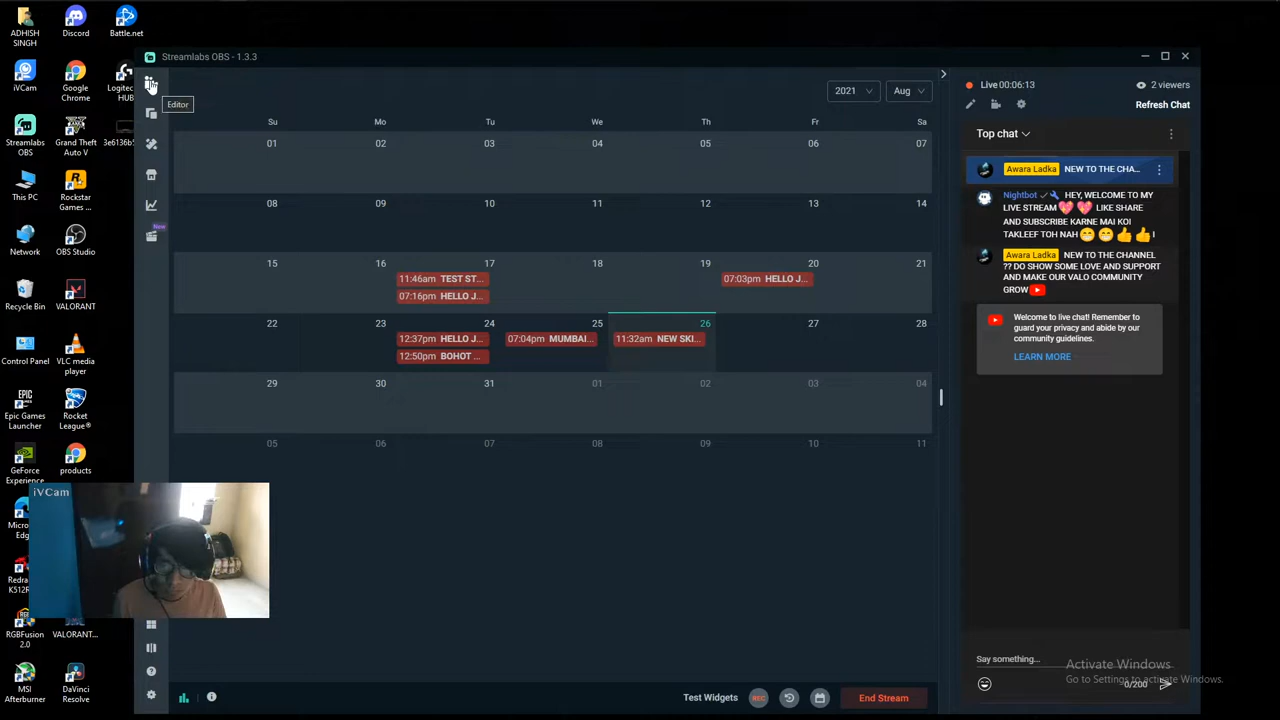 ADHISH SINGH
Discord
Battle.net
iVCam
Google Chrome
Logitec... HUB
Streamlabs OBS
Grand Theft Auto V
3e6136b5
This PC
Rockstar Games ...
Network
OBS Studio
Recycle Bin
VALORANT
Control Panel
VLC media player
Epic Games Launcher
Rocket League®
GeForce Experience
products
Edge
K512R
RGBFusion 2.0
VALORANT...
MSI Afterburner
DaVinci Resolve
Streamlabs OBS - 1.3.3
Editor
New
2021
Aug
Su Mo Tu We Th Fr Sa
01 02 03 04 05 06 07
08 09 10 11 12 13 14
15 16 17 18 19 20 21
11:46am TEST ST...
07:03pm HELLO J...
07:16pm HELLO J...
22 23 24 25 26 27 28
12:37pm HELLO J...
07:04pm MUMBAI...
11:32am NEW SKI...
12:50pm BOHOT ...
29 30 31 01 02 03 04
05 06 07 08 09 10 11
iVCam
Test Widgets
REC
End Stream
Live 00:06:13
2 viewers
Refresh Chat
Top chat
Awara Ladka NEW TO THE CHA...
Nightbot HEY, WELCOME TO MY
LIVE STREAM LIKE SHARE
AND SUBSCRIBE KARNE MAI KOI
TAKLEEF TOH NAH
Awara Ladka NEW TO THE CHANNEL
?? DO SHOW SOME LOVE AND SUPPORT
AND MAKE OUR VALO COMMUNITY
GROW
Welcome to live chat! Remember to
guard your privacy and abide by our
community guidelines.
LEARN MORE
Say something...
0/200
Activate Windows
Go to Settings to activate Windows.